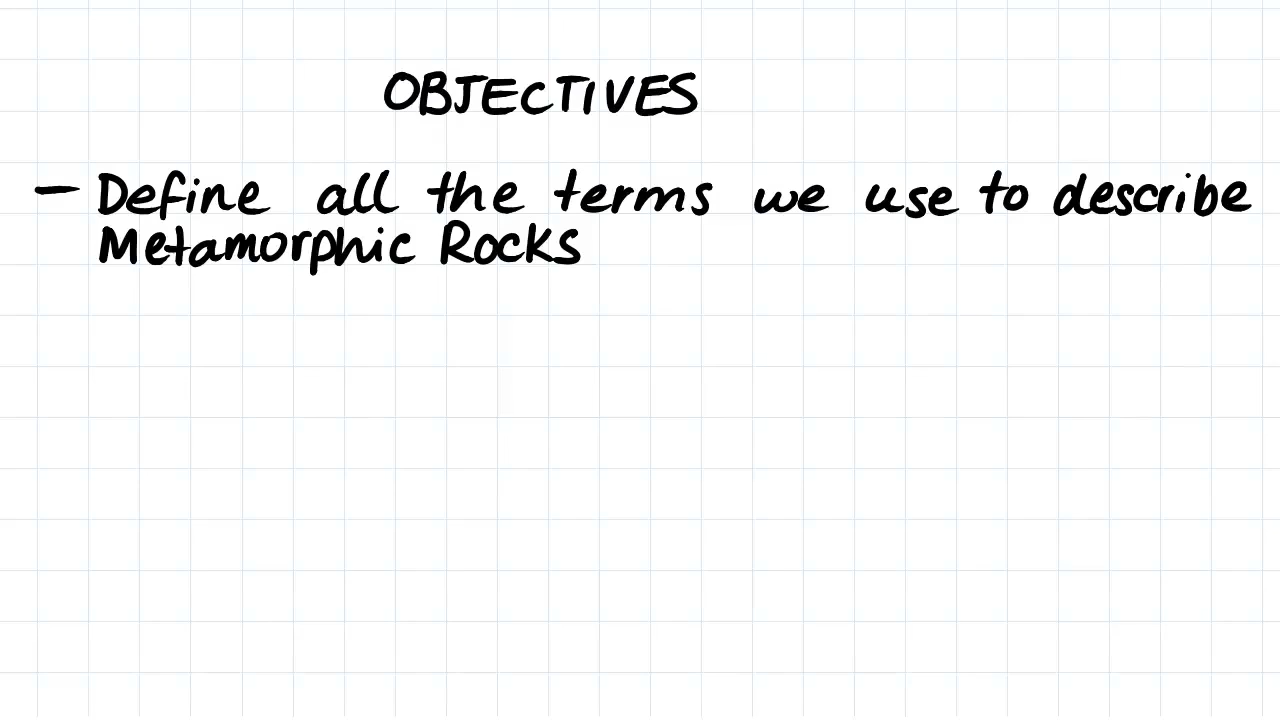 OBJECTIVES
- Define all the terms we use to describe
Metamorphic Rocks